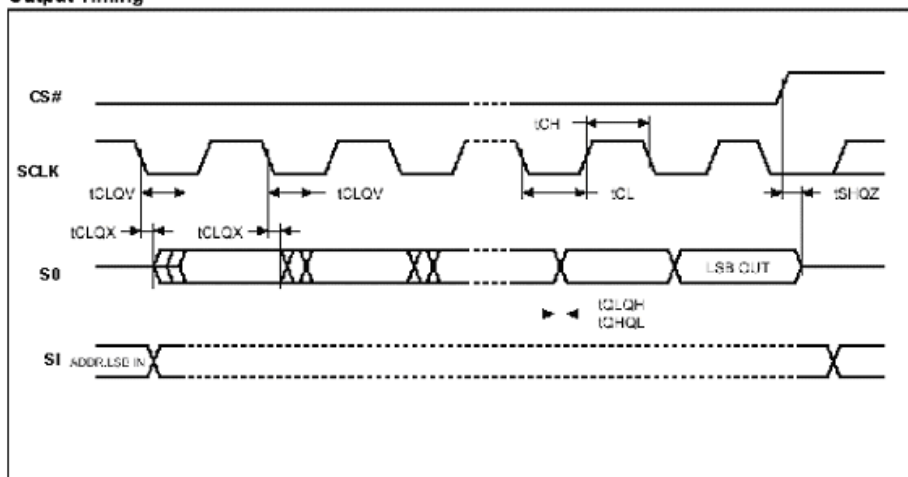 Output Timing
CS#
tCH
SCLK
tCLQV
tCLQV
tCL
tSHQZ
tCLQX
tCLQX
SO
LSB OUT
tQLQH
tQHQL
SI
ADDR.LSB IN